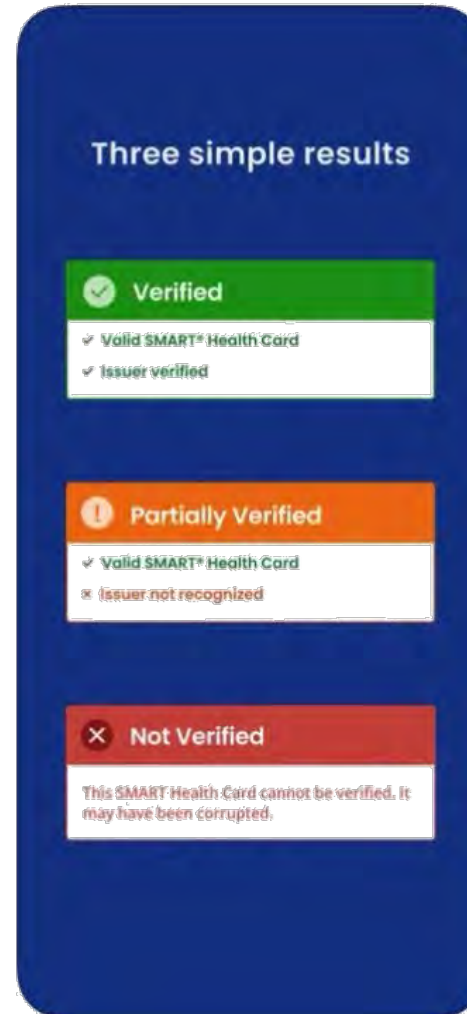 Three simple results
Verified
Valid SMART® Health Card
Issuer verified
Partially Verified
Valid SMART® Health Card
Issuer not recognized
Not Verified
This SMART Health Card cannot be verified. It
may have been corrupted.